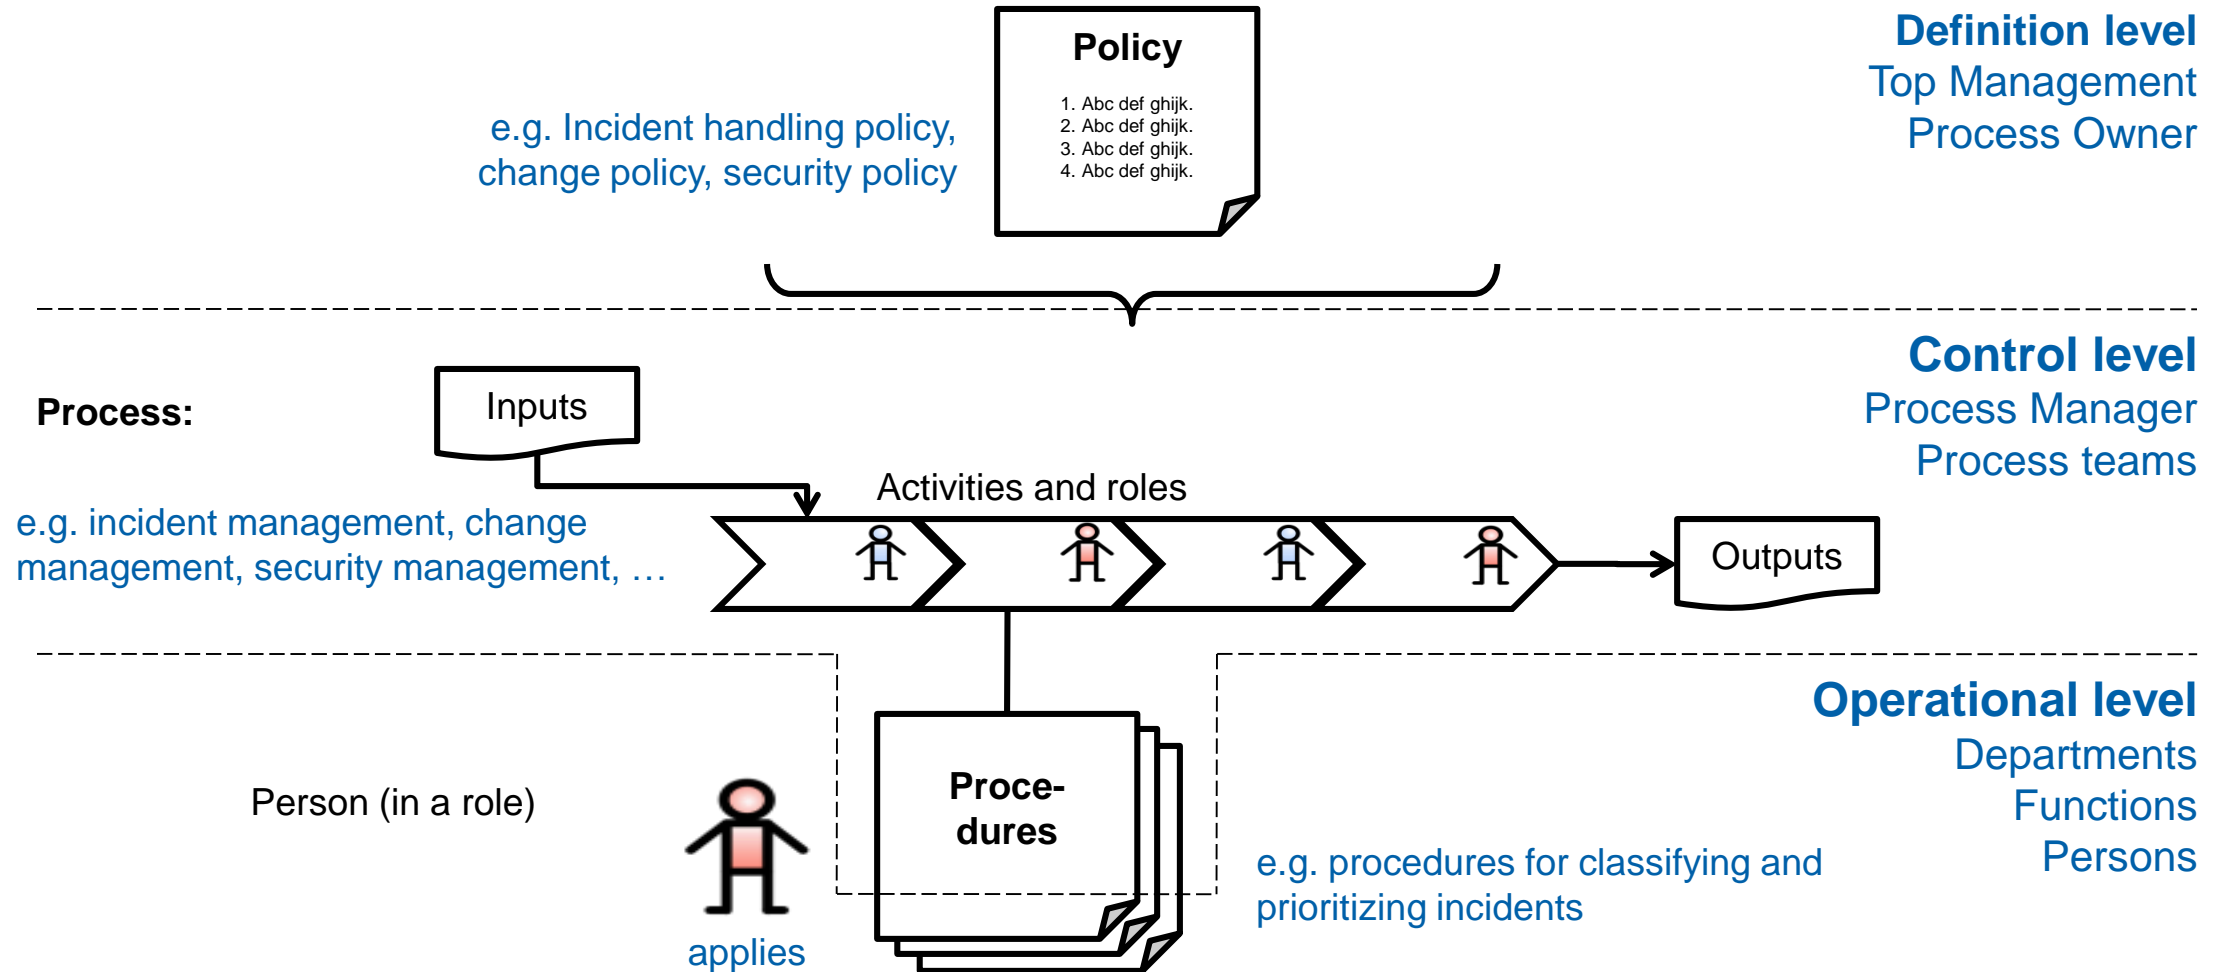 Policy
1. Abc def ghijk.
2. Abc def ghijk.
3. Abc def ghijk.
4. Abc def ghijk.
e.g. Incident handling policy,
change policy, security policy
Definition level
Top Management
Process Owner
Control level
Process Manager
Process teams
Process:
Inputs
Activities and roles
e.g. incident management, change
management, security management, …
Outputs
Operational level
Departments
Functions
Persons
Person (in a role)
applies
Proce-
dures
e.g. procedures for classifying and
prioritizing incidents